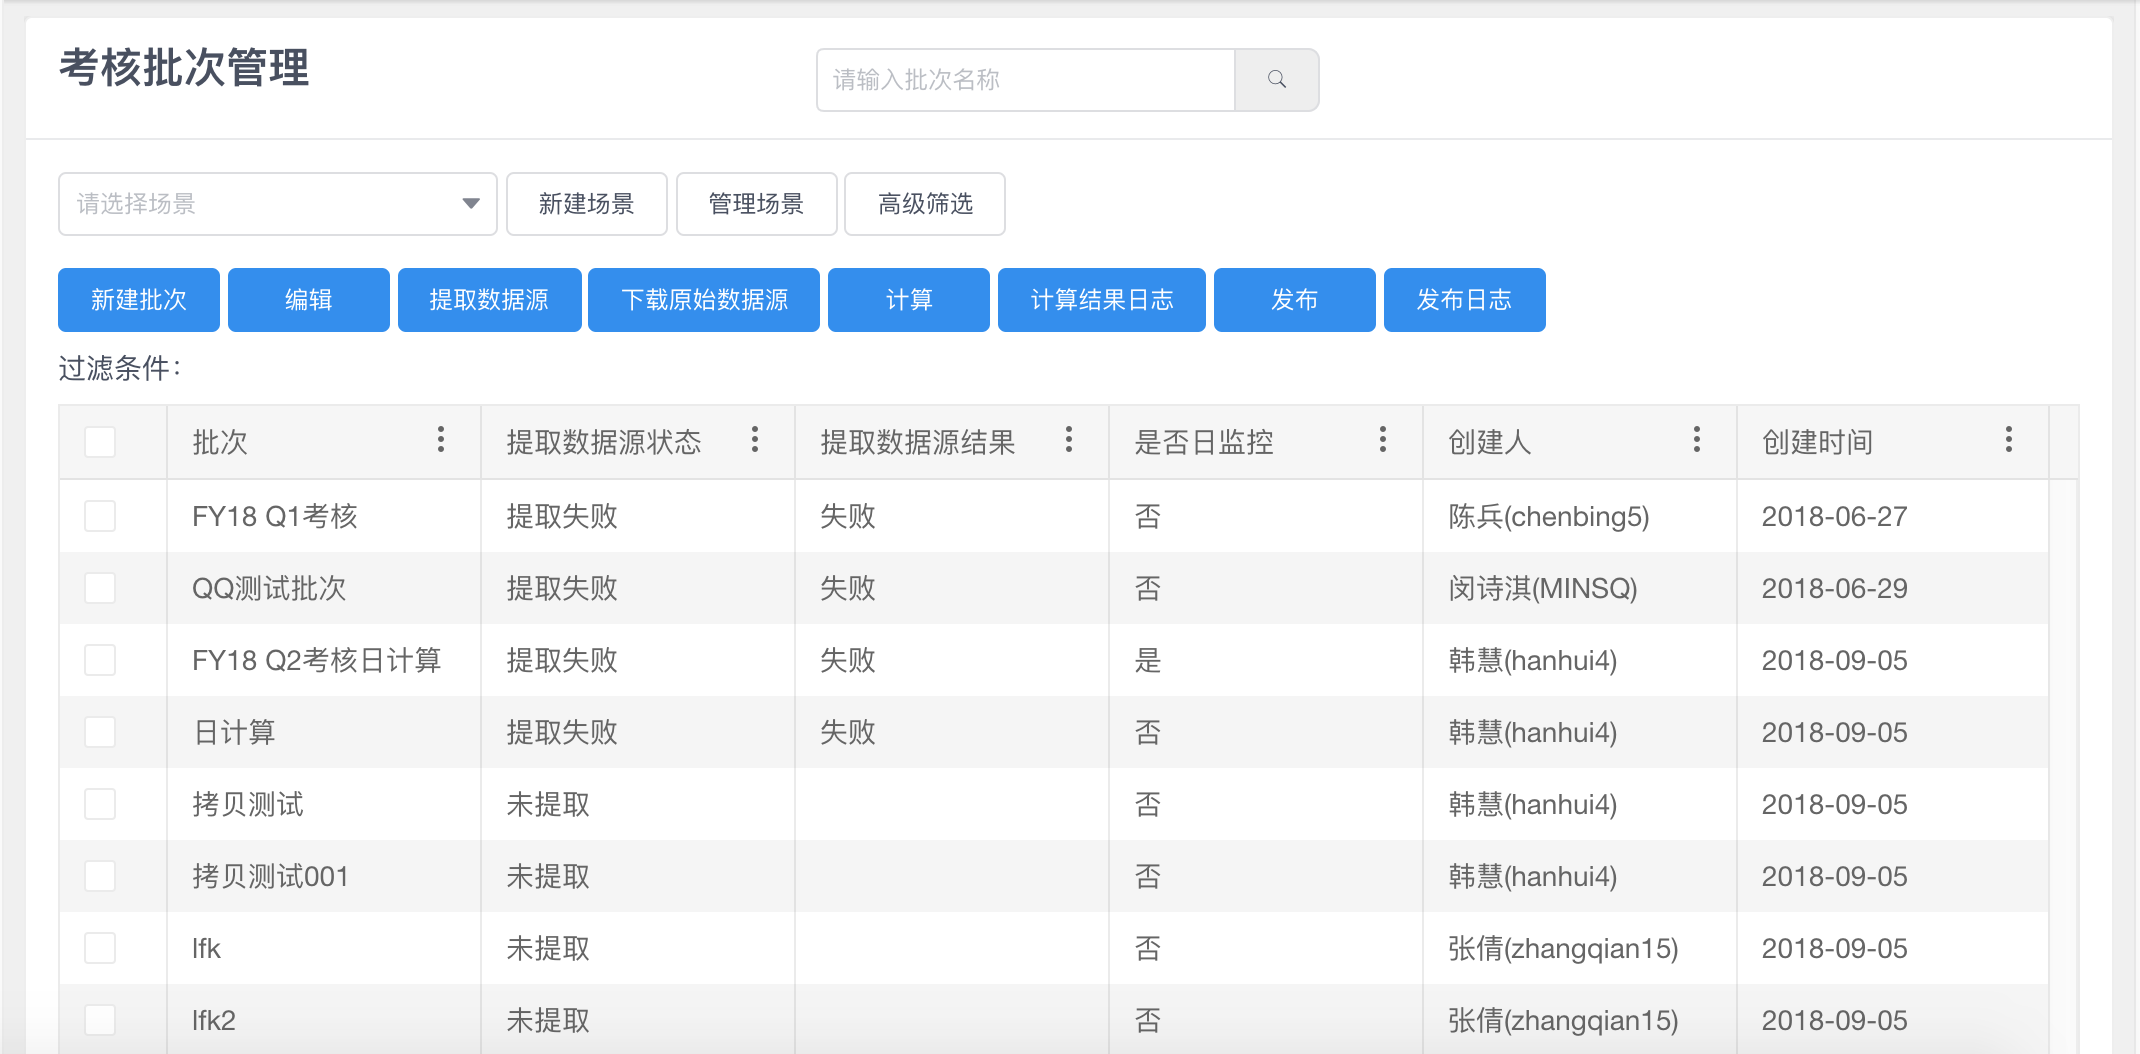 考核批次管理
请输入批次名称
请选择场景 新建场景 管理场景 高级筛选
新建批次 编辑 提取数据源 下载原始数据源 计算 计算结果日志 发布 发布日志
过滤条件：
批次 提取数据源状态 提取数据源结果 是否日监控 创建人 创建时间
FY18 Q1考核 提取失败 失败 否 陈兵(chenbing5) 2018-06-27
QQ测试批次 提取失败 失败 否 闵诗淇(MINSQ) 2018-06-29
FY18 Q2考核日计算 提取失败 失败 是 韩慧(hanhui4) 2018-09-05
日计算 提取失败 失败 否 韩慧(hanhui4) 2018-09-05
拷贝测试 未提取 否 韩慧(hanhui4) 2018-09-05
拷贝测试001 未提取 否 韩慧(hanhui4) 2018-09-05
lfk 未提取 否 张倩(zhangqian15) 2018-09-05
lfk2 未提取 否 张倩(zhangqian15) 2018-09-05